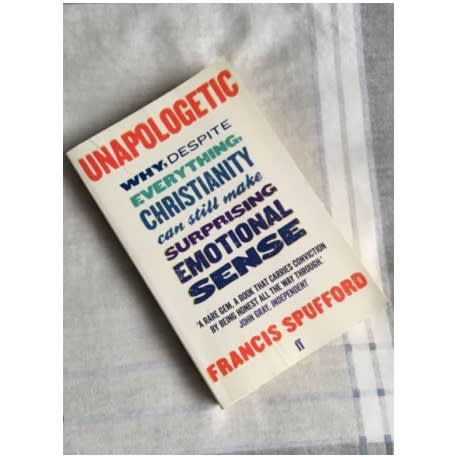 UNAPOLOGETIC
WHY, DESPITE
EVERYTHING,
CHRISTIANITY
can still make
SURPRISING
EMOTIONAL
SENSE
'A RARE GEM, A BOOK THAT CARRIES CONVICTION
BY BEING HONEST ALL THE WAY THROUGH.'
JOHN GRAY, INDEPENDENT
FRANCIS SPUFFORD
ff